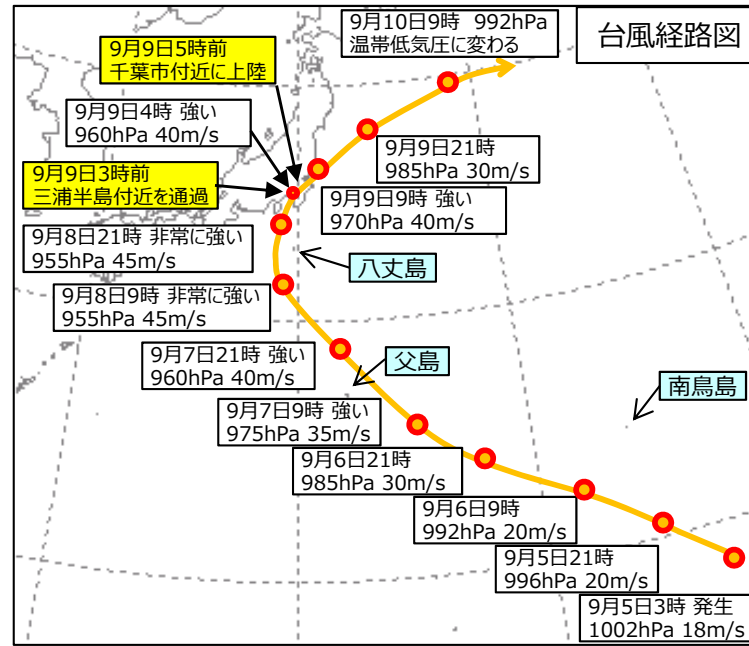 台風経路図
9月10日9時 992hPa
温帯低気圧に変わる
9月9日5時前
千葉市付近に上陸
9月9日4時 強い
960hPa 40m/s
9月9日21時
985hPa 30m/s
9月9日3時前
三浦半島付近を通過
9月9日9時 強い
970hPa 40m/s
9月8日21時 非常に強い
955hPa 45m/s
八丈島
9月8日9時 非常に強い
955hPa 45m/s
9月7日21時 強い
960hPa 40m/s
父島
南鳥島
9月7日9時 強い
975hPa 35m/s
9月6日21時
985hPa 30m/s
9月6日9時
992hPa 20m/s
9月5日21時
996hPa 20m/s
9月5日3時 発生
1002hPa 18m/s